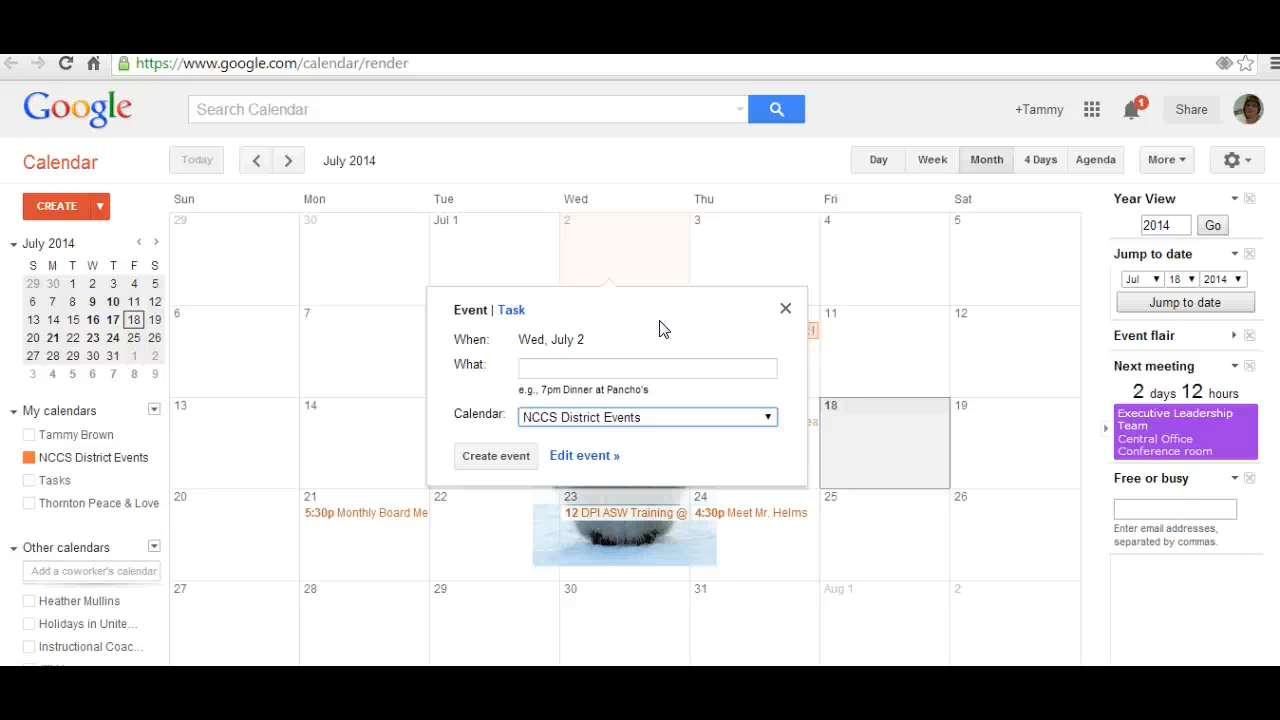 https://www.google.com/calendar/render
Google
Search Calendar
+Tammy
1
Share
Calendar
Today
July 2014
Day
Week
Month
4 Days
Agenda
More
CREATE
July 2014
S M T W T F S
29 30 1 2 3 4 5
6 7 8 9 10 11 12
13 14 15 16 17 18 19
20 21 22 23 24 25 26
27 28 29 30 31 1 2
3 4 5 6 7 8 9
My calendars
Tammy Brown
NCCS District Events
Tasks
Thornton Peace & Love
Other calendars
Add a coworker's calendar
Heather Mullins
Holidays in Unite...
Instructional Coac...
Sun Mon Tue Wed Thu Fri Sat
29 30 Jul 1 2 3 4 5
6 7 11 12
13 14 18 19
20 21 22 23 24 25 26
5:30p Monthly Board Me
12 DPI ASW Training @
4:30p Meet Mr. Helms
27 28 29 30 31 Aug 1 2
Event | Task
When: Wed, July 2
What:
e.g., 7pm Dinner at Pancho's
Calendar: NCCS District Events
Create event
Edit event »
Year View
2014 Go
Jump to date
Jul 18 2014
Jump to date
Event flair
Next meeting
2 days 12 hours
Executive Leadership
Team
Central Office
Conference room
Free or busy
Enter email addresses,
separated by commas.